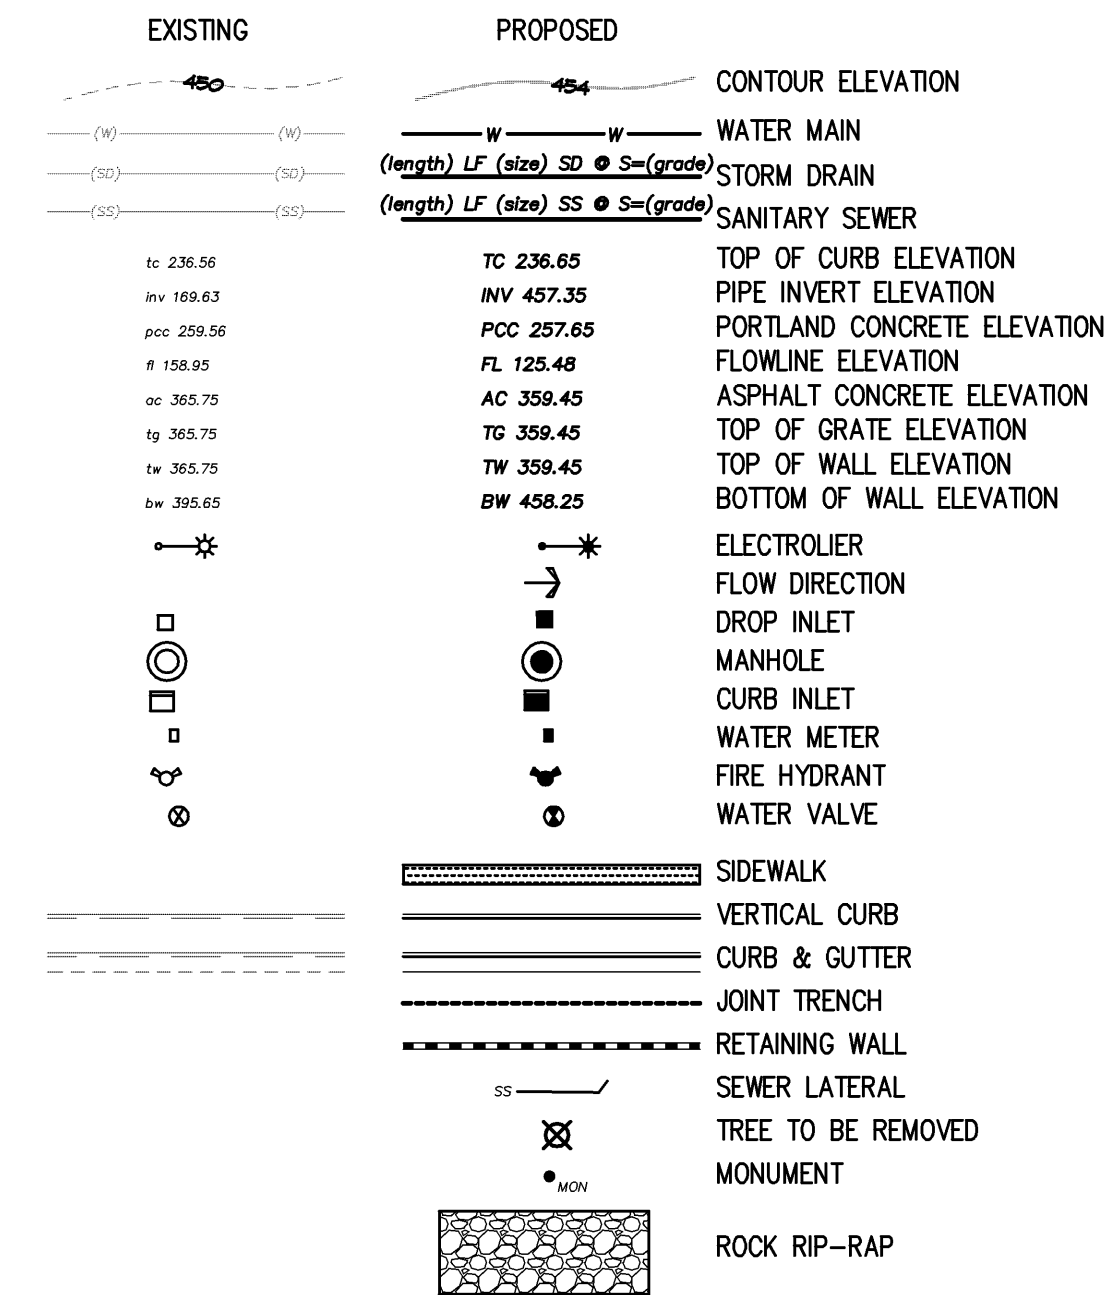 EXISTING PROPOSED
450 454 CONTOUR ELEVATION
(W) (W) W W WATER MAIN
(SD) (SD) (length) LF (size) SD @ S=(grade) STORM DRAIN
(SS) (SS) (length) LF (size) SS @ S=(grade) SANITARY SEWER
tc 236.56 TC 236.65 TOP OF CURB ELEVATION
inv 169.63 INV 457.35 PIPE INVERT ELEVATION
pcc 259.56 PCC 257.65 PORTLAND CONCRETE ELEVATION
fl 158.95 FL 125.48 FLOWLINE ELEVATION
ac 365.75 AC 359.45 ASPHALT CONCRETE ELEVATION
tg 365.75 TG 359.45 TOP OF GRATE ELEVATION
tw 365.75 TW 359.45 TOP OF WALL ELEVATION
bw 395.65 BW 458.25 BOTTOM OF WALL ELEVATION
ELECTROLIER
FLOW DIRECTION
DROP INLET
MANHOLE
CURB INLET
WATER METER
FIRE HYDRANT
WATER VALVE
SIDEWALK
VERTICAL CURB
CURB & GUTTER
JOINT TRENCH
RETAINING WALL
SS SEWER LATERAL
TREE TO BE REMOVED
MON MONUMENT
ROCK RIP-RAP